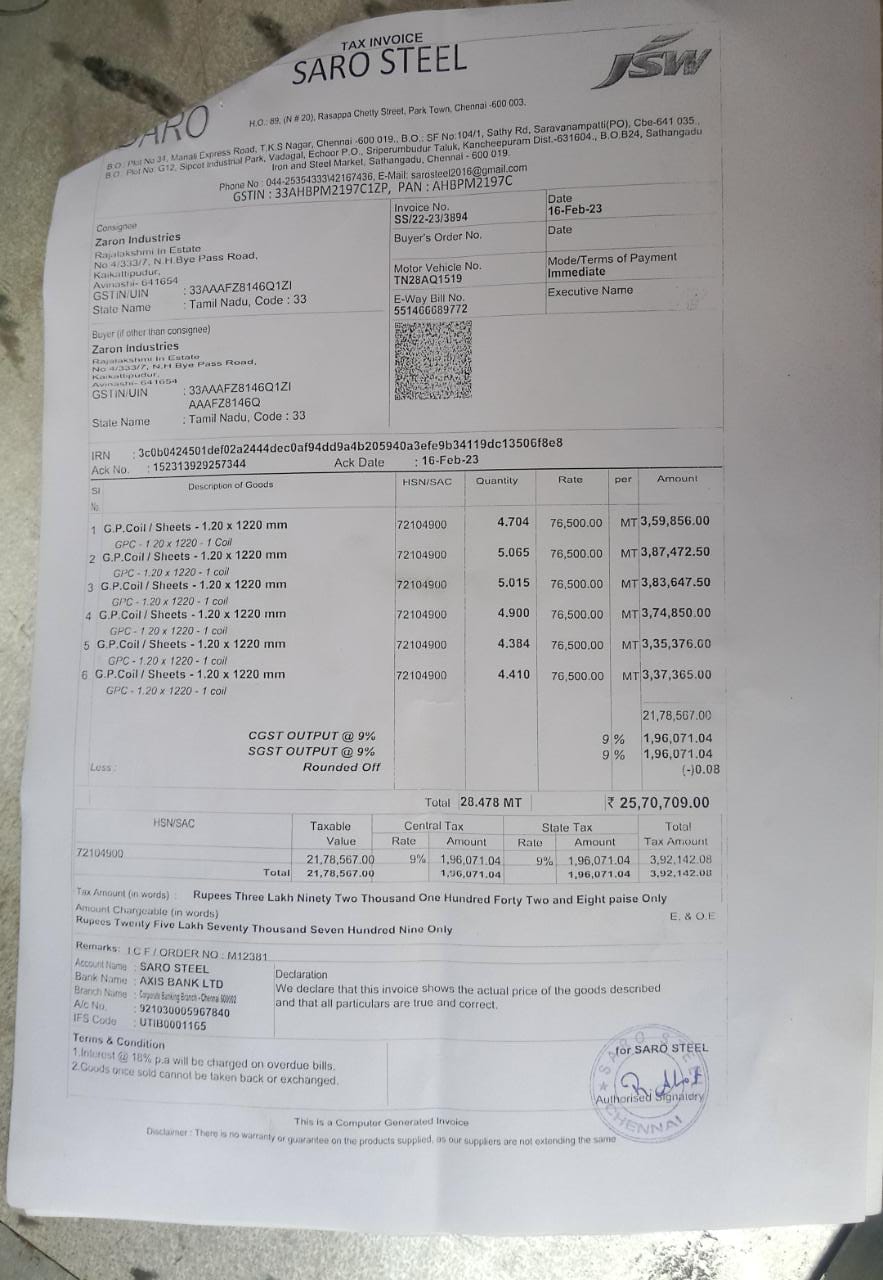 TAX INVOICE
SARO STEEL
JSW
SARO
H.O.: 89, (N # 20), Rasappa Chetty Street, Park Town, Chennai -600 003.
B.O.: Plot No 34, Manali Express Road, T.K.S Nagar, Chennai -600 019., B.O.: SF No:104/1, Sathy Rd, Saravanampatti(PO), Cbe-641 035.,
B.O.: Plot No: G12, Sipcot Industrial Park, Vadagal, Echoor P.O., Sriperumbudur Taluk, Kancheepuram Dist.-631604., B.O.B24, Sathangadu
Iron and Steel Market, Sathangadu, Chennai - 600 019.
Phone No : 044-25354333\42167436, E-Mail: sarosteel2016@gmail.com
GSTIN : 33AHBPM2197C1ZP, PAN : AHBPM2197C
Consignee
Zaron Industries
Rajalakshmi In Estate
No 4/333/7, N.H.Bye Pass Road,
Kaikattipudur,
Avinashi- 641654
GSTIN/UIN : 33AAAFZ8146Q1ZI
State Name : Tamil Nadu, Code : 33
Invoice No.
SS/22-23/3894
Date
16-Feb-23
Buyer's Order No.
Date
Motor Vehicle No.
TN28AQ1519
Mode/Terms of Payment
Immediate
E-Way Bill No.
551466689772
Executive Name
Buyer (if other than consignee)
Zaron Industries
Rajalakshmi In Estate
No 4/333/7, N.H Bye Pass Road,
Kaikattipudur,
Avinashi- 641654
GSTIN/UIN : 33AAAFZ8146Q1ZI
AAAFZ8146Q
State Name : Tamil Nadu, Code : 33
IRN : 3c0b0424501def02a2444dec0af94dd9a4b205940a3efe9b34119dc13506f8e8
Ack No. : 152313929257344 Ack Date : 16-Feb-23
Sl No. Description of Goods HSN/SAC Quantity Rate per Amount
1 G.P.Coil / Sheets - 1.20 x 1220 mm 72104900 4.704 76,500.00 MT 3,59,856.00
GPC - 1.20 x 1220 - 1 Coil
2 G.P.Coil / Sheets - 1.20 x 1220 mm 72104900 5.065 76,500.00 MT 3,87,472.50
GPC - 1.20 x 1220 - 1 coil
3 G.P.Coil / Sheets - 1.20 x 1220 mm 72104900 5.015 76,500.00 MT 3,83,647.50
GPC - 1.20 x 1220 - 1 coil
4 G.P.Coil / Sheets - 1.20 x 1220 mm 72104900 4.900 76,500.00 MT 3,74,850.00
GPC - 1.20 x 1220 - 1 coil
5 G.P.Coil / Sheets - 1.20 x 1220 mm 72104900 4.384 76,500.00 MT 3,35,376.00
GPC - 1.20 x 1220 - 1 coil
6 G.P.Coil / Sheets - 1.20 x 1220 mm 72104900 4.410 76,500.00 MT 3,37,365.00
GPC - 1.20 x 1220 - 1 coil
21,78,567.00
CGST OUTPUT @ 9% 9 % 1,96,071.04
SGST OUTPUT @ 9% 9 % 1,96,071.04
Less : Rounded Off (-)0.08
Total 28.478 MT ₹ 25,70,709.00
HSN/SAC Taxable Value Central Tax State Tax Total Tax Amount
Rate Amount Rate Amount
72104900 21,78,567.00 9% 1,96,071.04 9% 1,96,071.04 3,92,142.08
Total 21,78,567.00 1,96,071.04 1,96,071.04 3,92,142.08
Tax Amount (in words) : Rupees Three Lakh Ninety Two Thousand One Hundred Forty Two and Eight paise Only
Amount Chargeable (in words) E. & O.E
Rupees Twenty Five Lakh Seventy Thousand Seven Hundred Nine Only
Remarks: I C F / ORDER NO : M12381
Account Name : SARO STEEL
Bank Name : AXIS BANK LTD
Branch Name : Corporate Banking Branch - Chennai 600002
A/c No. : 921030005967840
IFS Code : UTIB0001165
Declaration
We declare that this invoice shows the actual price of the goods described
and that all particulars are true and correct.
Terms & Condition
1.Interest @ 18% p.a will be charged on overdue bills.
2.Goods once sold cannot be taken back or exchanged.
for SARO STEEL
Authorised Signatory
SARO STEEL
CHENNAI
This is a Computer Generated Invoice
Disclaimer : There is no warranty or guarantee on the products supplied, as our suppliers are not extending the same